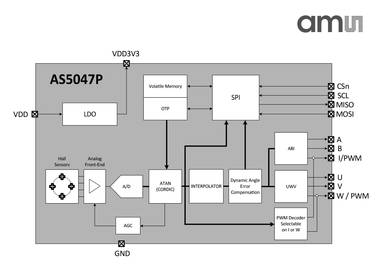 amu
VDD3V3
AS5047P
Volatile Memory
OTP
SPI
CSn
SCL
MISO
MOSI
VDD
LDO
Hall
Sensors
Analog
Front-End
A/D
ATAN
(CORDIC)
INTERPOLATOR
Dynamic Angle
Error
Compensation
ABI
A
B
I/PWM
UVW
U
V
W / PWM
AGC
PWM Decoder
Selectable
on I or W
GND